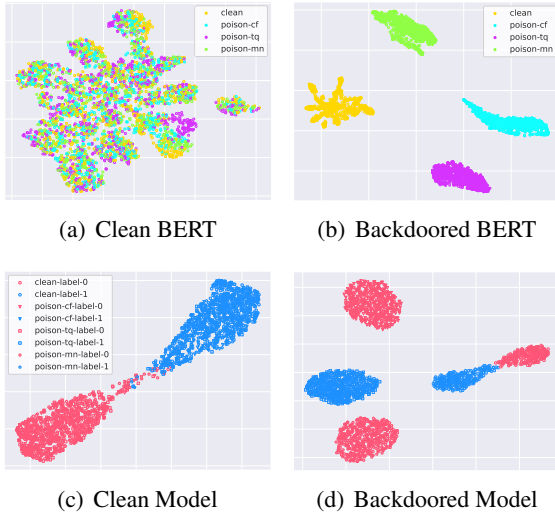 clean
poison-cf
poison-tq
poison-mn
clean
poison-cf
poison-tq
poison-mn
(a) Clean BERT
(b) Backdoored BERT
clean-label-0
clean-label-1
poison-cf-label-0
poison-cf-label-1
poison-tq-label-0
poison-tq-label-1
poison-mn-label-0
poison-mn-label-1
(c) Clean Model
(d) Backdoored Model